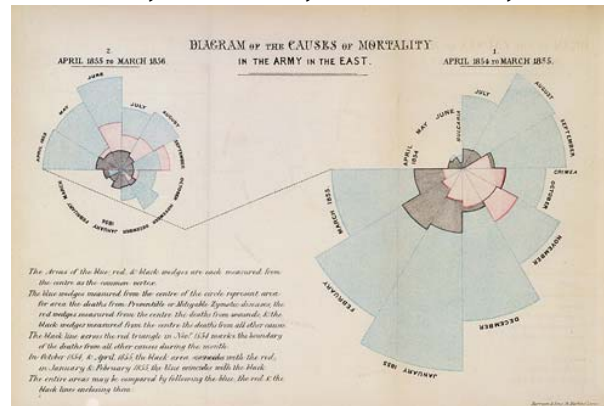 DIAGRAM OF THE CAUSES OF MORTALITY
IN THE ARMY IN THE EAST.
2.
APRIL 1855 TO MARCH 1856.
1.
APRIL 1854 TO MARCH 1855.
APRIL 1855
MAY
JUNE
JULY
AUGUST
SEPTEMBER
OCTOBER
NOVEMBER
DECEMBER
JANUARY
1856
FEBRUARY
MARCH
APRIL
1854
MAY
JUNE
BULGARIA
JULY
AUGUST
SEPTEMBER
CRIMEA
OCTOBER
NOVEMBER
DECEMBER
JANUARY 1855
FEBRUARY
MARCH 1855.
The Areas of the blue, red, & black wedges are each measured from
the centre as the common vertex.
The blue wedges measured from the centre of the circle represent area
for area the deaths from Preventible or Mitigable Zymotic diseases; the
red wedges measured from the centre the deaths from wounds; & the
black wedges measured from the centre the deaths from all other causes.
The black line across the red triangle in Novr. 1854 marks the boundary
of the deaths from all other causes during the month.
In October 1854, & April, 1855, the black area coincides with the red;
in January & February 1855, the blue coincides with the black.
The entire areas may be compared by following the blue, the red & the
black lines enclosing them.